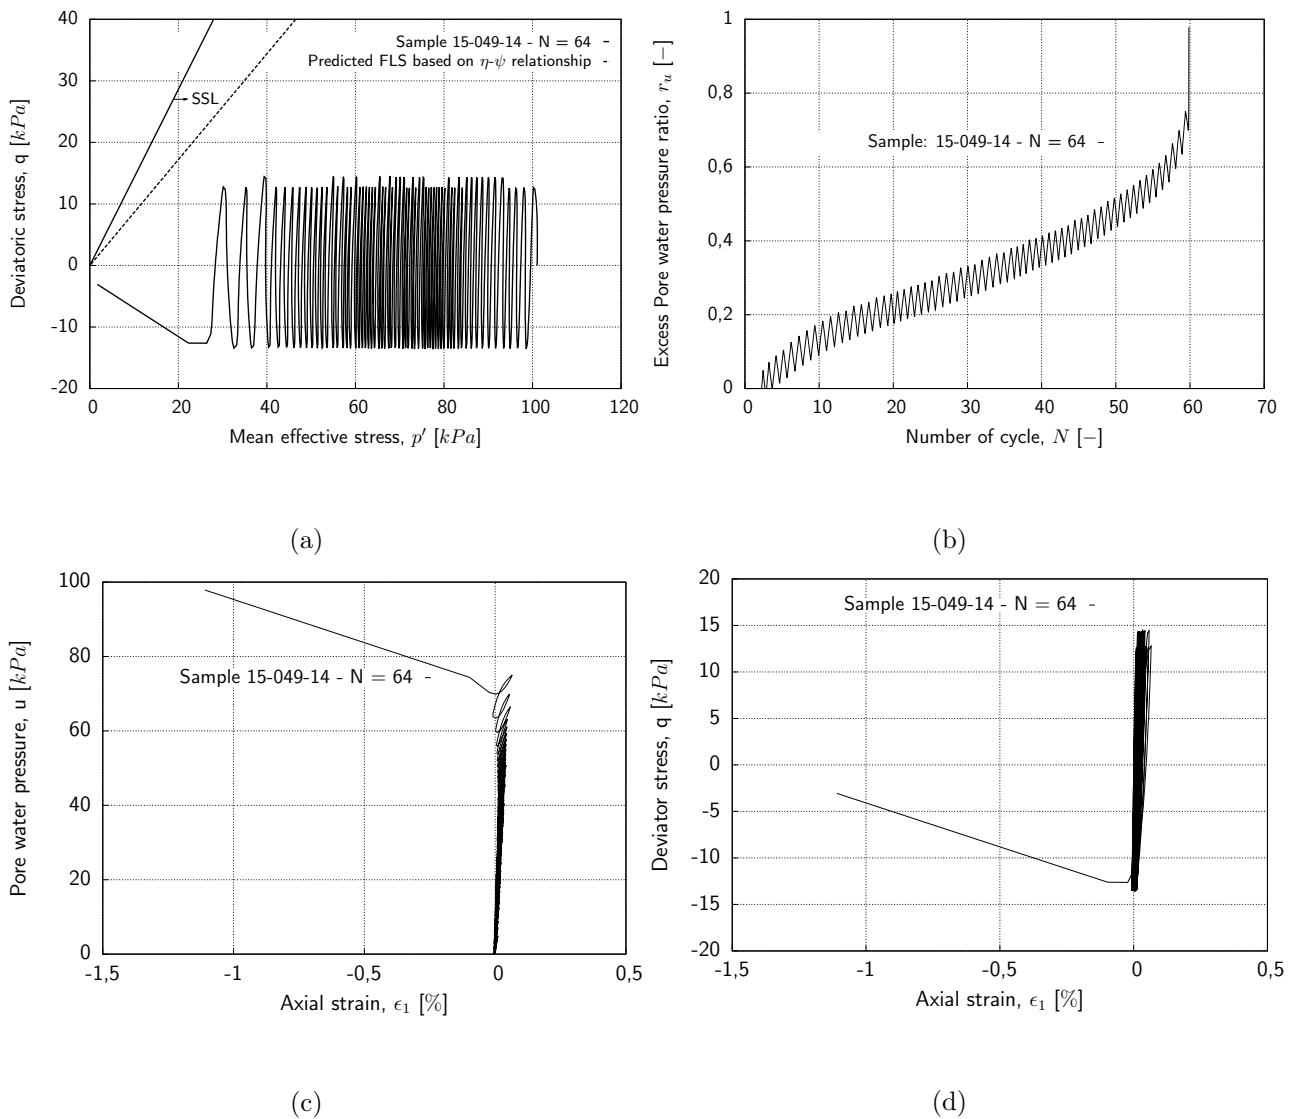 Deviatoric stress, q [kPa]
40
30
20
10
0
-10
-20
Sample 15-049-14 - N = 64
Predicted FLS based on η-ψ relationship
SSL
0 20 40 60 80 100 120
Mean effective stress, p′ [kPa]
(a)
Excess Pore water pressure ratio, r_u [−]
1
0,8
0,6
0,4
0,2
0
Sample: 15-049-14 - N = 64
0 10 20 30 40 50 60 70
Number of cycle, N [−]
(b)
Pore water pressure, u [kPa]
100
80
60
40
20
0
Sample 15-049-14 - N = 64
-1,5 -1 -0,5 0 0,5
Axial strain, ϵ₁ [%]
(c)
Deviator stress, q [kPa]
20
15
10
5
0
-5
-10
-15
-20
Sample 15-049-14 - N = 64
-1,5 -1 -0,5 0 0,5
Axial strain, ϵ₁ [%]
(d)